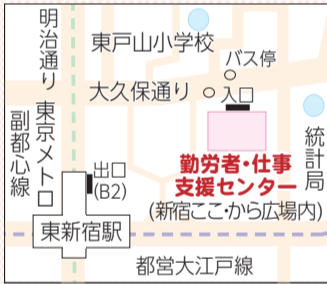 明治通り
東京メトロ
副都心線
東戸山小学校
バス停
大久保通り
入口
統計局
勤労者・仕事
支援センター
(新宿ここ・から広場内)
出口
(B2)
東新宿駅
都営大江戸線